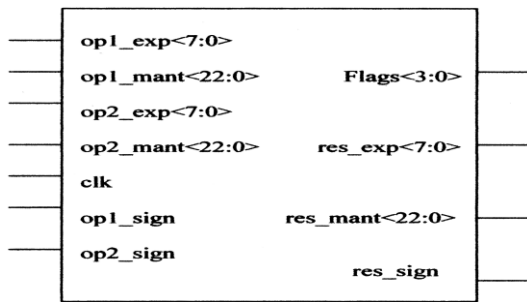 op1_exp<7:0>
op1_mant<22:0>
Flags<3:0>
op2_exp<7:0>
op2_mant<22:0>
res_exp<7:0>
clk
op1_sign
res_mant<22:0>
op2_sign
res_sign